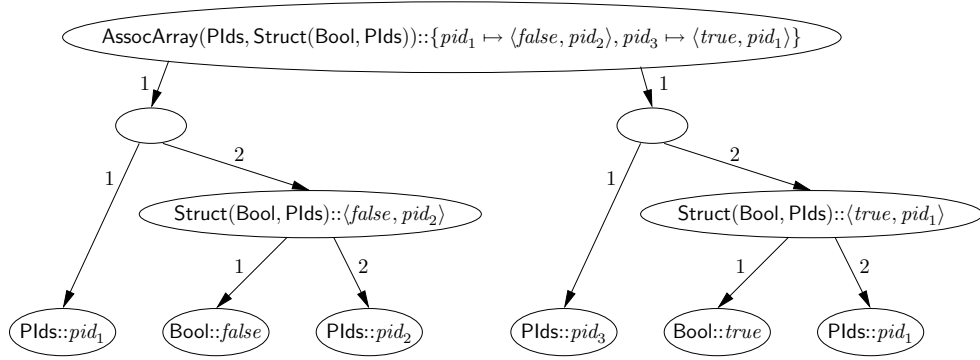 AssocArray(PIds, Struct(Bool, PIds))::{pid₁ ↦ ⟨false, pid₂⟩, pid₃ ↦ ⟨true, pid₁⟩}
1 1
1 2 1 2
Struct(Bool, PIds)::⟨false, pid₂⟩ Struct(Bool, PIds)::⟨true, pid₁⟩
1 2 1 2
PIds::pid₁ Bool::false PIds::pid₂ PIds::pid₃ Bool::true PIds::pid₁